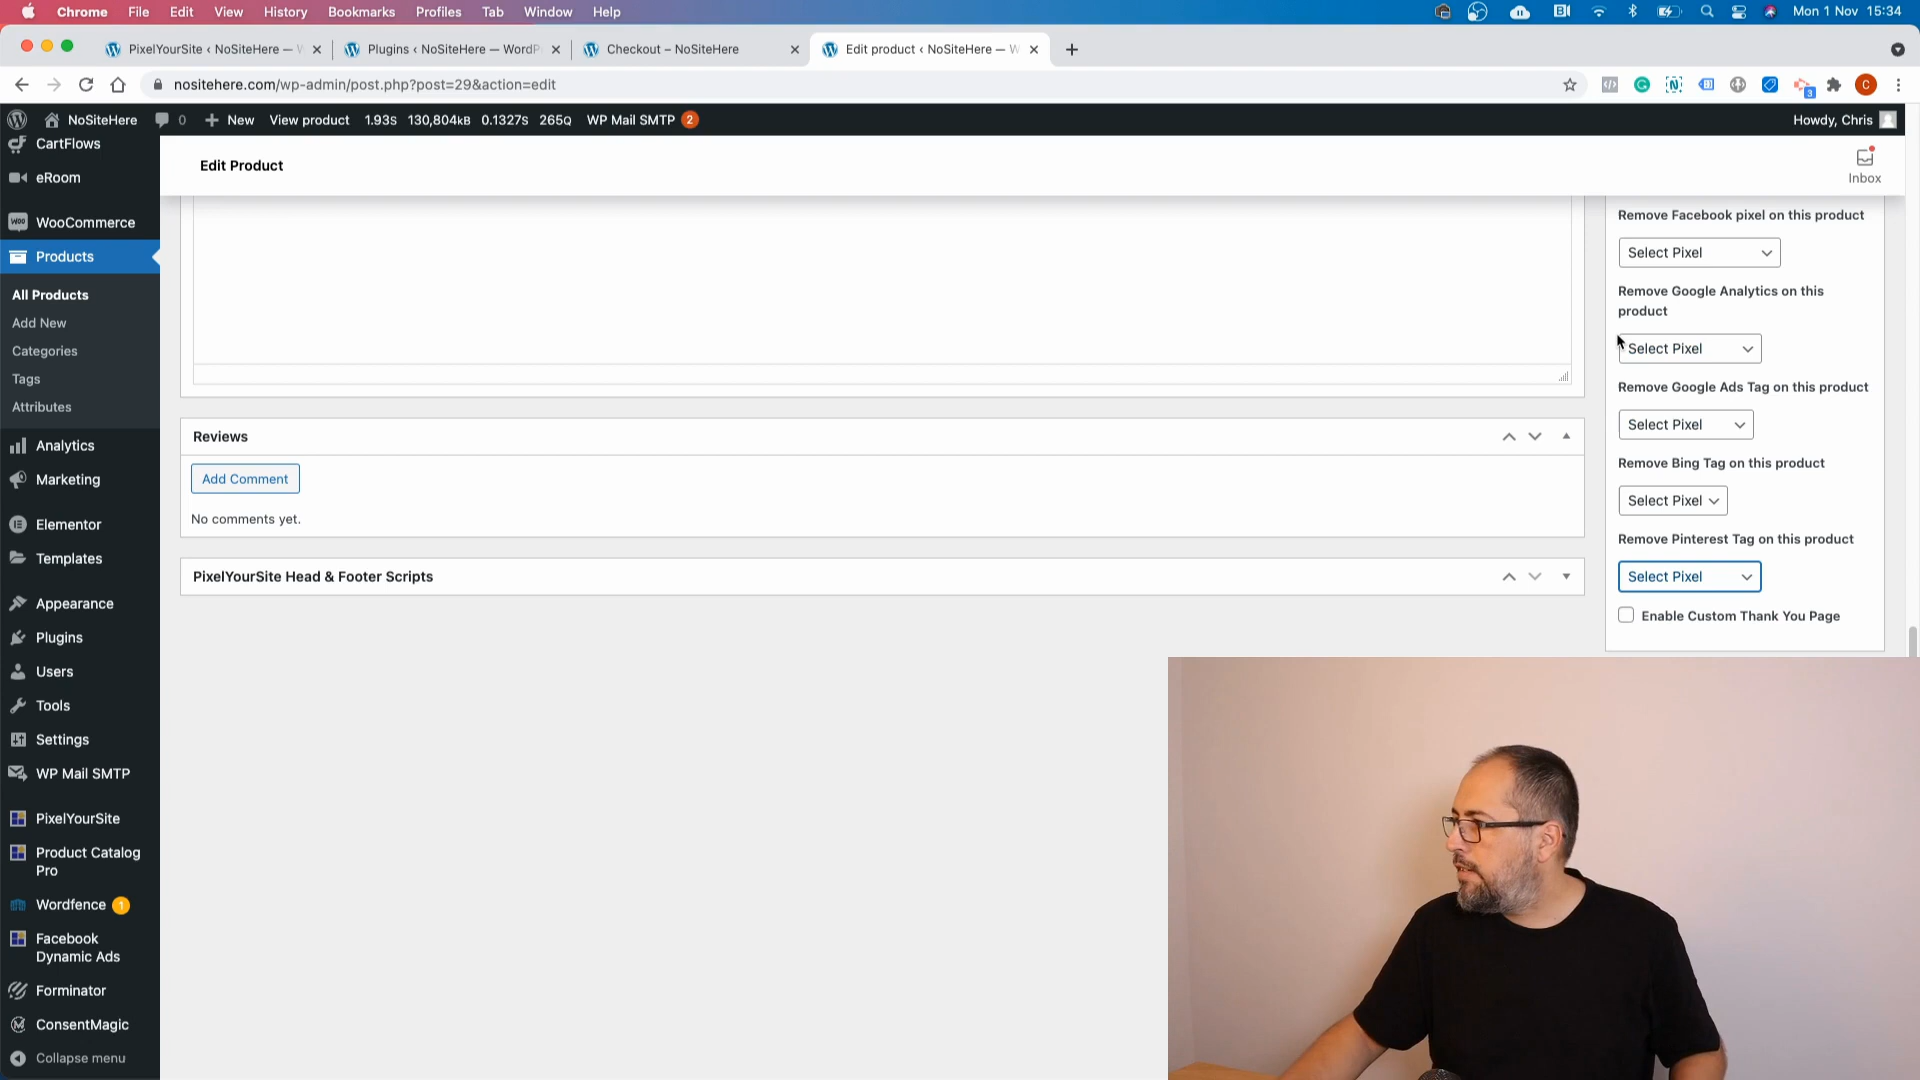 Chrome File Edit View History Bookmarks Profiles Tab Window Help
Mon 1 Nov 15:34
PixelYourSite ‹ NoSiteHere —
Plugins ‹ NoSiteHere — WordP
Checkout – NoSiteHere
Edit product ‹ NoSiteHere — W
nositehere.com/wp-admin/post.php?post=29&action=edit
3
C
NoSiteHere 0 New View product 1.93s 130,804kB 0.1327s 265Q WP Mail SMTP 2
Howdy, Chris
CartFlows
eRoom
WooCommerce
Products
All Products
Add New
Categories
Tags
Attributes
Analytics
Marketing
Elementor
Templates
Appearance
Plugins
Users
Tools
Settings
WP Mail SMTP
PixelYourSite
Product Catalog
Pro
Wordfence 1
Facebook
Dynamic Ads
Forminator
ConsentMagic
Collapse menu
Edit Product
Inbox
Reviews
Add Comment
No comments yet.
PixelYourSite Head & Footer Scripts
Remove Facebook pixel on this product
Select Pixel
Remove Google Analytics on this
product
Select Pixel
Remove Google Ads Tag on this product
Select Pixel
Remove Bing Tag on this product
Select Pixel
Remove Pinterest Tag on this product
Select Pixel
Enable Custom Thank You Page